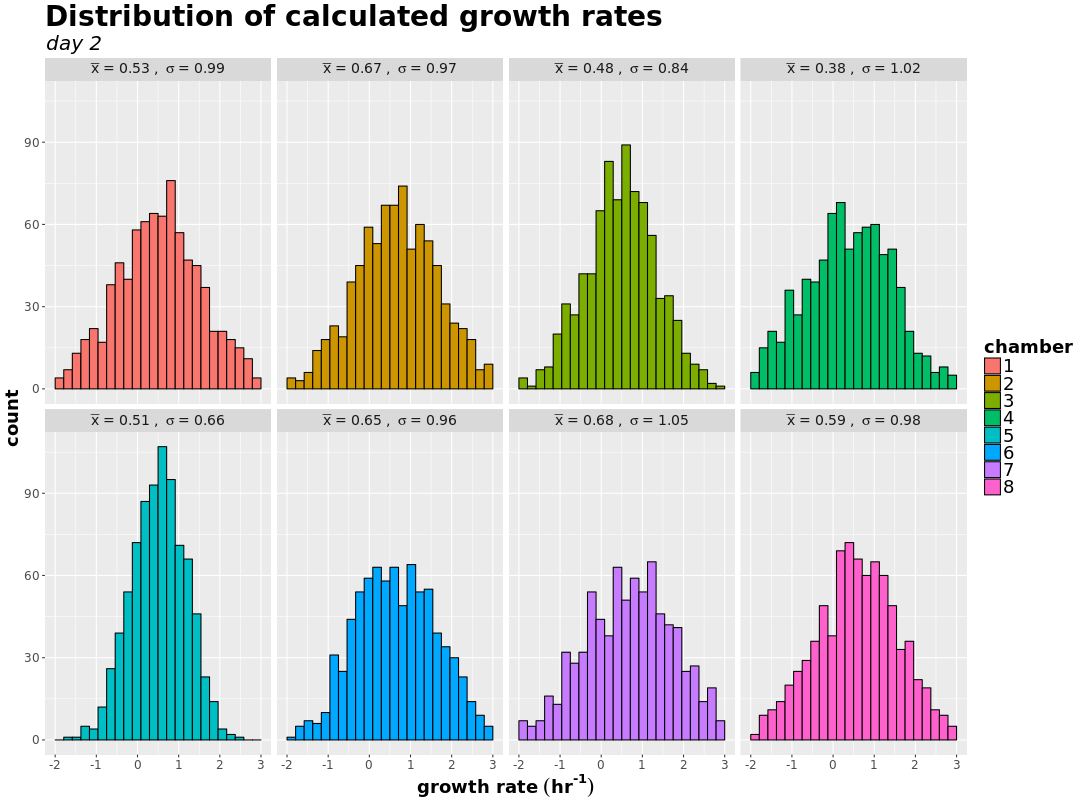 Distribution of calculated growth rates
day 2
x̅ = 0.53 , σ = 0.99
x̅ = 0.67 , σ = 0.97
x̅ = 0.48 , σ = 0.84
x̅ = 0.38 , σ = 1.02
90
60
30
0
x̅ = 0.51 , σ = 0.66
x̅ = 0.65 , σ = 0.96
x̅ = 0.68 , σ = 1.05
x̅ = 0.59 , σ = 0.98
90
60
30
0
-2 -1 0 1 2 3
-2 -1 0 1 2 3
-2 -1 0 1 2 3
-2 -1 0 1 2 3
growth rate (hr⁻¹)
count
chamber
1
2
3
4
5
6
7
8